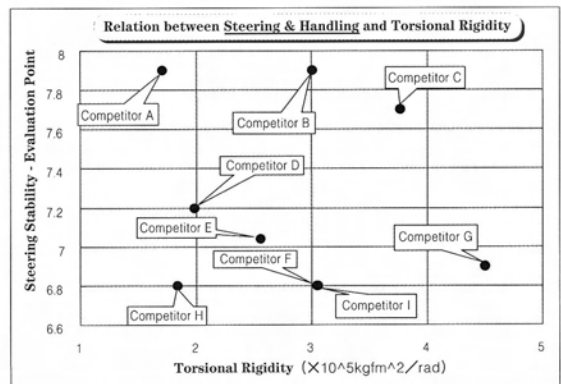 Relation between Steering & Handling and Torsional Rigidity
Steering Stability - Evaluation Point
8
7.8
7.6
7.4
7.2
7
6.8
6.6
Competitor A
Competitor B
Competitor C
Competitor D
Competitor E
Competitor F
Competitor G
Competitor H
Competitor I
1
2
3
4
5
Torsional Rigidity (×10^5kgfm^2/rad)